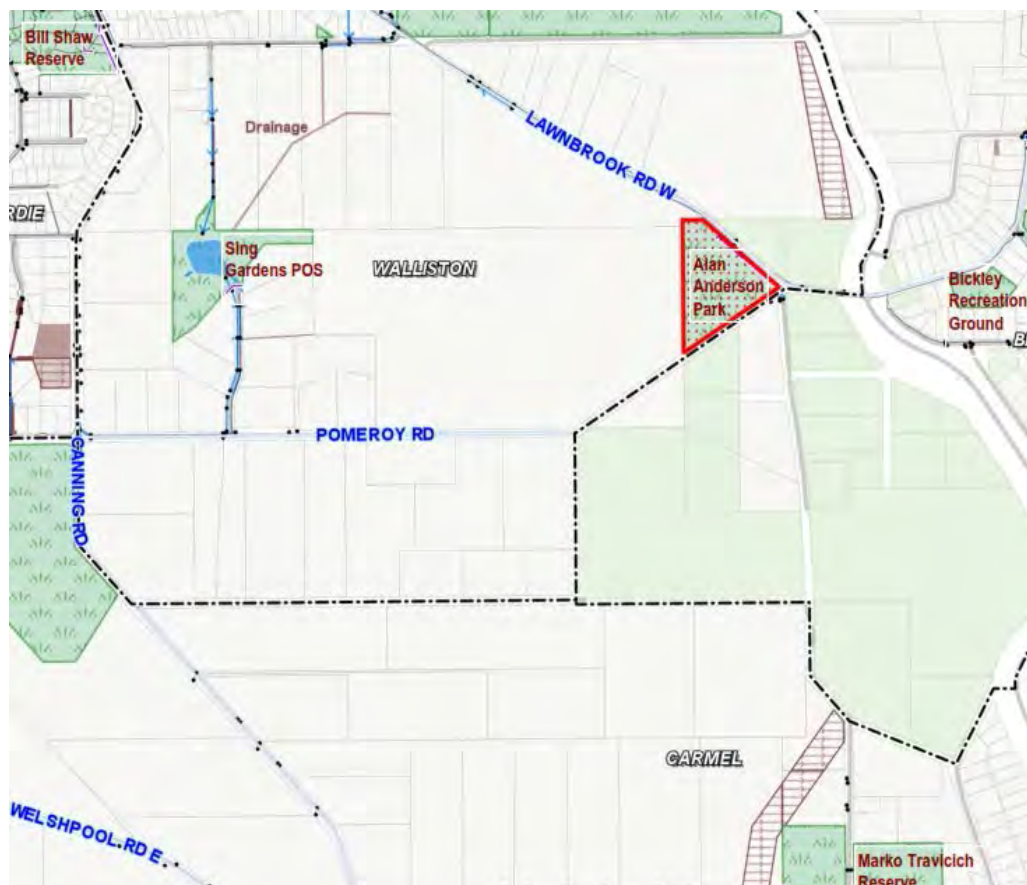 Bill Shaw
Reserve
Drainage
LAWNBROOK RD W
RDIE
Sing
Gardens POS
WALLISTON
Alan
Anderson
Park
Bickley
Recreation
Ground
BI
POMEROY RD
CANNING RD
CARMEL
WELSHPOOL RD E
Marko Travicich
Reserve